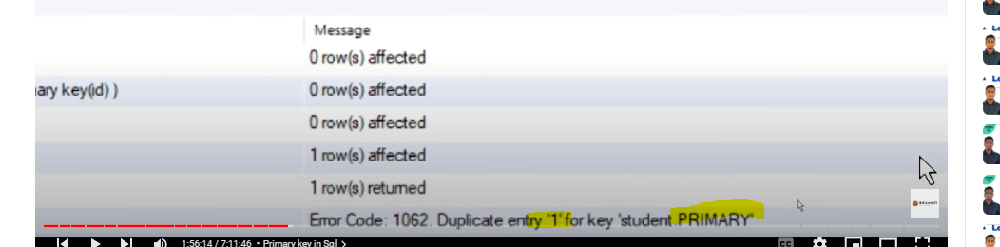 Message
0 row(s) affected
ary key(id) )
0 row(s) affected
0 row(s) affected
1 row(s) affected
1 row(s) returned
Error Code: 1062. Duplicate entry '1' for key 'student.PRIMARY'
1:56:14 / 7:11:46 • Primary key in Sql >
CC